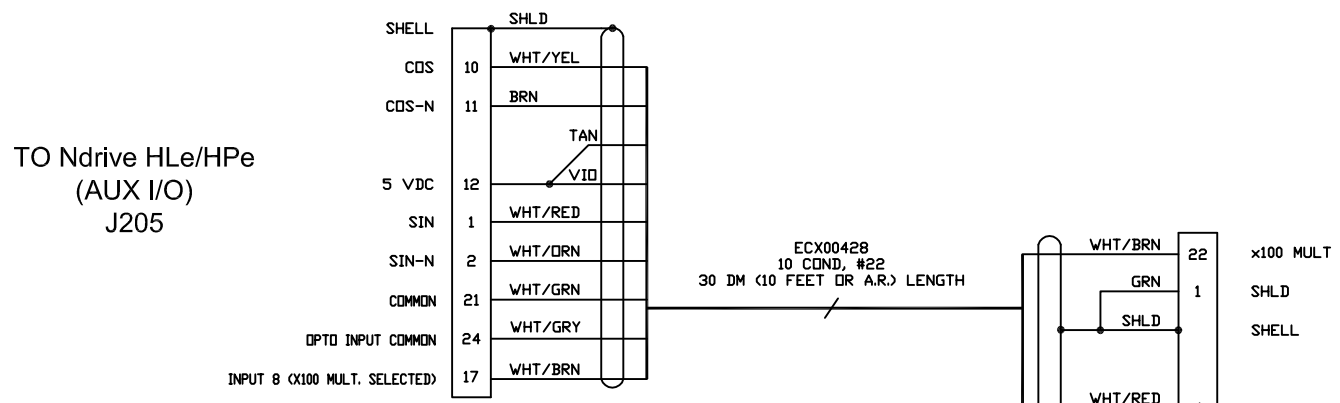 TO Ndrive HLe/HPe
(AUX I/O)
J205
SHELL SHLD
COS 10 WHT/YEL
COS-N 11 BRN
TAN
5 VDC 12 VIO
SIN 1 WHT/RED
SIN-N 2 WHT/ORN
COMMON 21 WHT/GRN
OPTO INPUT COMMON 24 WHT/GRY
INPUT 8 (X100 MULT. SELECTED) 17 WHT/BRN
ECX00428
10 COND, #22
30 DM (10 FEET OR A.R.) LENGTH
WHT/BRN 22 x100 MULT
GRN 1 SHLD
SHLD SHELL
WHT/RED